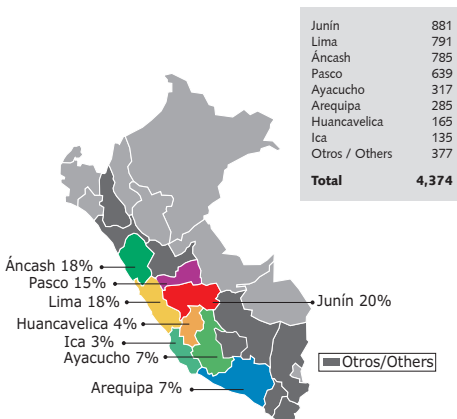 Junín 881
Lima 791
Áncash 785
Pasco 639
Ayacucho 317
Arequipa 285
Huancavelica 165
Ica 135
Otros / Others 377
Total 4,374
Áncash 18%
Pasco 15%
Lima 18%
Junín 20%
Huancavelica 4%
Ica 3%
Ayacucho 7%
Otros/Others
Arequipa 7%